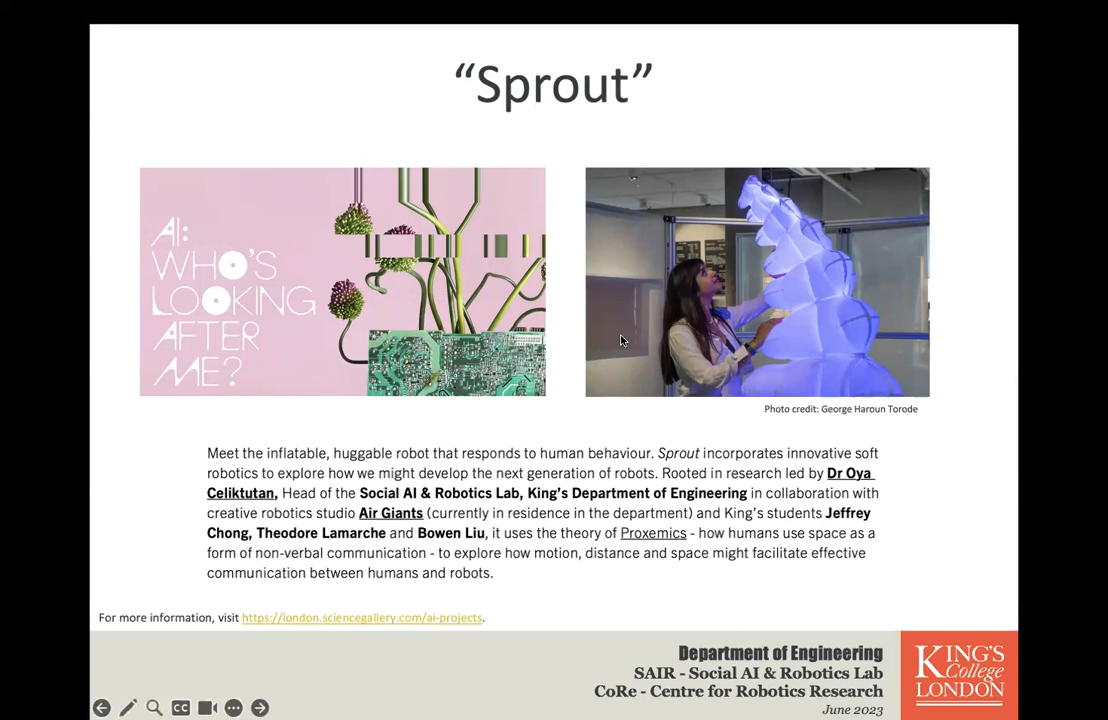 “Sprout”
AI:
WHO'S
LOOKING
AFTER
ME?
Photo credit: George Haroun Torode
Meet the inflatable, huggable robot that responds to human behaviour. Sprout incorporates innovative soft
robotics to explore how we might develop the next generation of robots. Rooted in research led by Dr Oya
Celiktutan, Head of the Social AI & Robotics Lab, King's Department of Engineering in collaboration with
creative robotics studio Air Giants (currently in residence in the department) and King's students Jeffrey
Chong, Theodore Lamarche and Bowen Liu, it uses the theory of Proxemics - how humans use space as a
form of non-verbal communication - to explore how motion, distance and space might facilitate effective
communication between humans and robots.
For more information, visit https://london.sciencegallery.com/ai-projects.
Department of Engineering
SAIR - Social AI & Robotics Lab
CoRe - Centre for Robotics Research
June 2023
KING'S
College
LONDON
CC